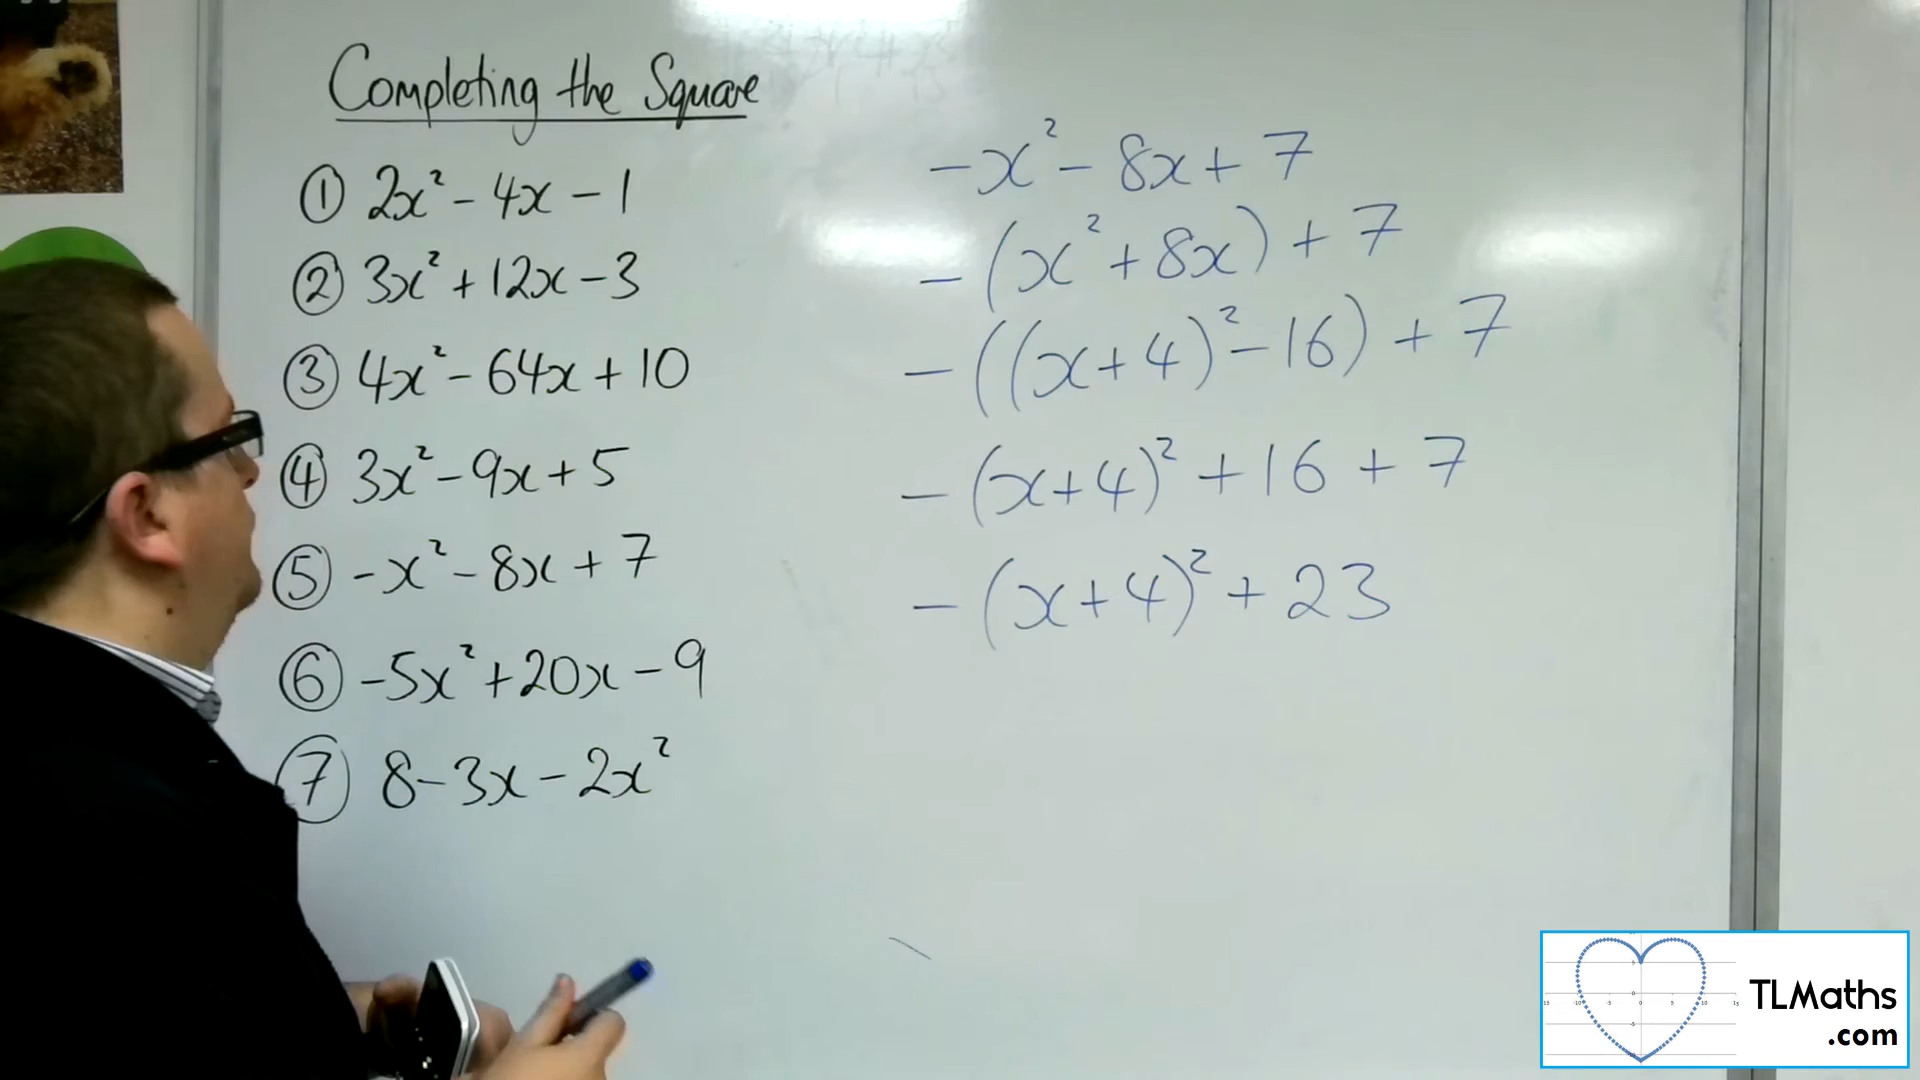 Completing the Square
① 2x² - 4x - 1
② 3x² + 12x - 3
③ 4x² - 64x + 10
④ 3x² - 9x + 5
⑤ -x² - 8x + 7
⑥ -5x² + 20x - 9
⑦ 8 - 3x - 2x²
-x² - 8x + 7
-(x² + 8x) + 7
-((x+4)² - 16) + 7
-(x+4)² + 16 + 7
-(x+4)² + 23
TLMaths
.com